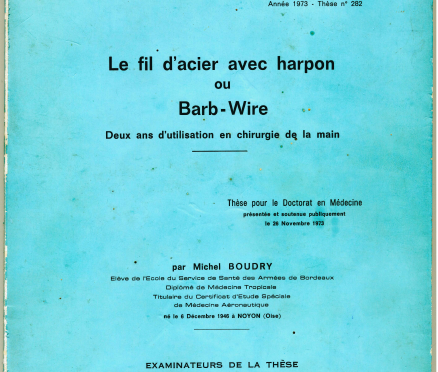 Année 1973 - Thèse n° 282
Le fil d'acier avec harpon
ou
Barb-Wire
Deux ans d'utilisation en chirurgie de la main
Thèse pour le Doctorat en Médecine
présentée et soutenue publiquement
le 26 Novembre 1973
par Michel BOUDRY
Elève de l'Ecole du Service de Santé des Armées de Bordeaux
Diplômé de Médecine Tropicale
Titulaire du Certificat d'Etude Spéciale
de Médecine Aéronautique
né le 6 Décembre 1946 à NOYON (Oise)
EXAMINATEURS DE LA THÈSE